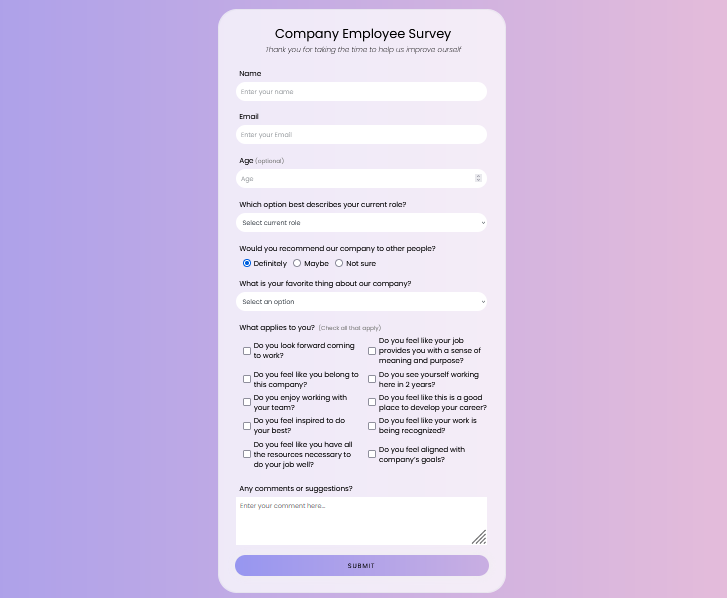 Company Employee Survey
Thank you for taking the time to help us improve ourself
Name
Enter your name
Email
Enter your Email
Age (optional)
Age
Which option best describes your current role?
Select current role
Would you recommend our company to other people?
Definitely Maybe Not sure
What is your favorite thing about our company?
Select an option
What applies to you? (Check all that apply)
Do you look forward coming
to work?
Do you feel like your job
provides you with a sense of
meaning and purpose?
Do you feel like you belong to
this company?
Do you see yourself working
here in 2 years?
Do you enjoy working with
your team?
Do you feel like this is a good
place to develop your career?
Do you feel inspired to do
your best?
Do you feel like your work is
being recognized?
Do you feel like you have all
the resources necessary to
do your job well?
Do you feel aligned with
company's goals?
Any comments or suggestions?
Enter your comment here...
SUBMIT